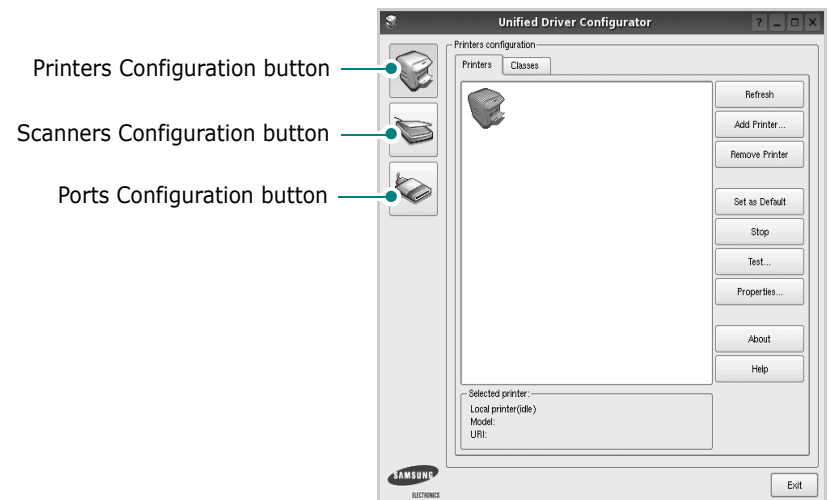 Unified Driver Configurator
Printers Configuration button
Scanners Configuration button
Ports Configuration button
Printers configuration
Printers
Classes
Refresh
Add Printer...
Remove Printer
Set as Default
Stop
Test...
Properties...
About
Help
Selected printer:
Local printer(idle)
Model:
URI:
SAMSUNG
ELECTRONICS
Exit